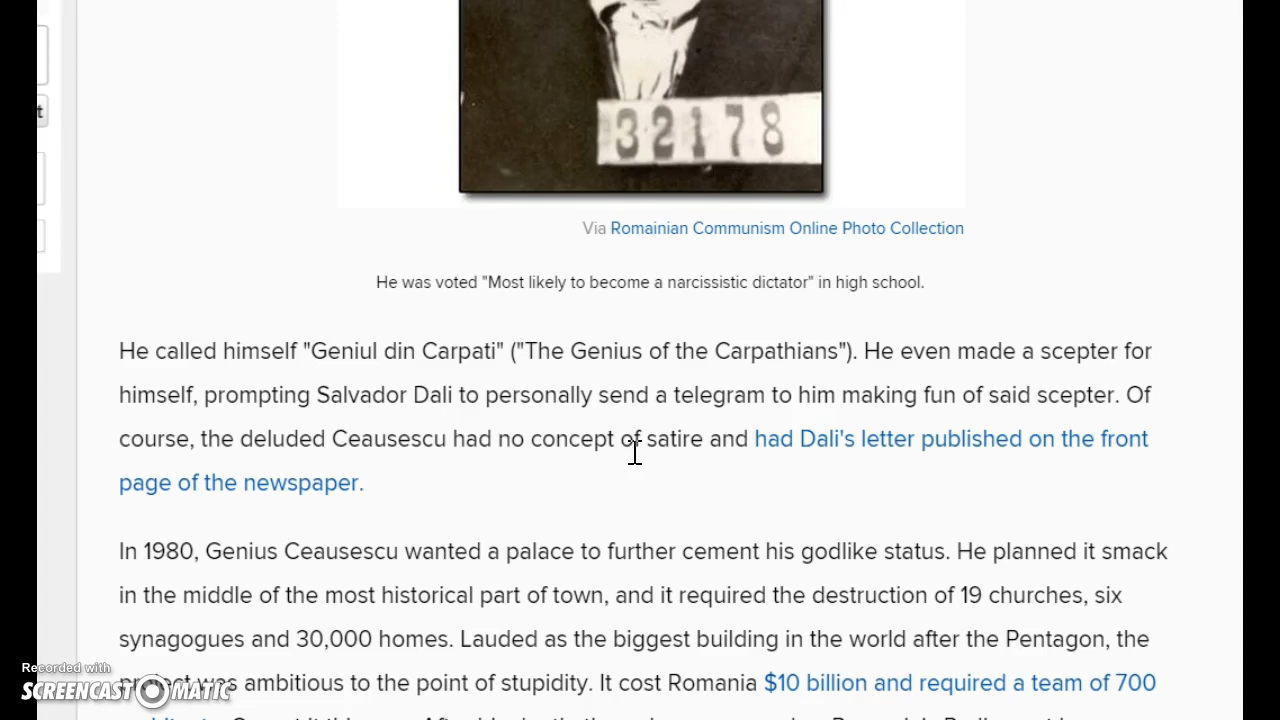 t
32178
Via Romainian Communism Online Photo Collection
He was voted "Most likely to become a narcissistic dictator" in high school.
He called himself "Geniul din Carpati" ("The Genius of the Carpathians"). He even made a scepter for
himself, prompting Salvador Dali to personally send a telegram to him making fun of said scepter. Of
course, the deluded Ceausescu had no concept of satire and had Dali's letter published on the front
page of the newspaper.
In 1980, Genius Ceausescu wanted a palace to further cement his godlike status. He planned it smack
in the middle of the most historical part of town, and it required the destruction of 19 churches, six
synagogues and 30,000 homes. Lauded as the biggest building in the world after the Pentagon, the
project was ambitious to the point of stupidity. It cost Romania $10 billion and required a team of 700
Recorded with
SCREENCAST MATIC